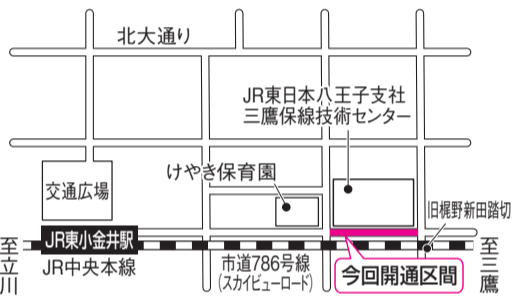 北大通り
JR東日本八王子支社
三鷹保線技術センター
けやき保育園
交通広場
旧梶野新田踏切
JR東小金井駅
至立川
JR中央本線
市道786号線
(スカイビューロード)
今回開通区間
至三鷹